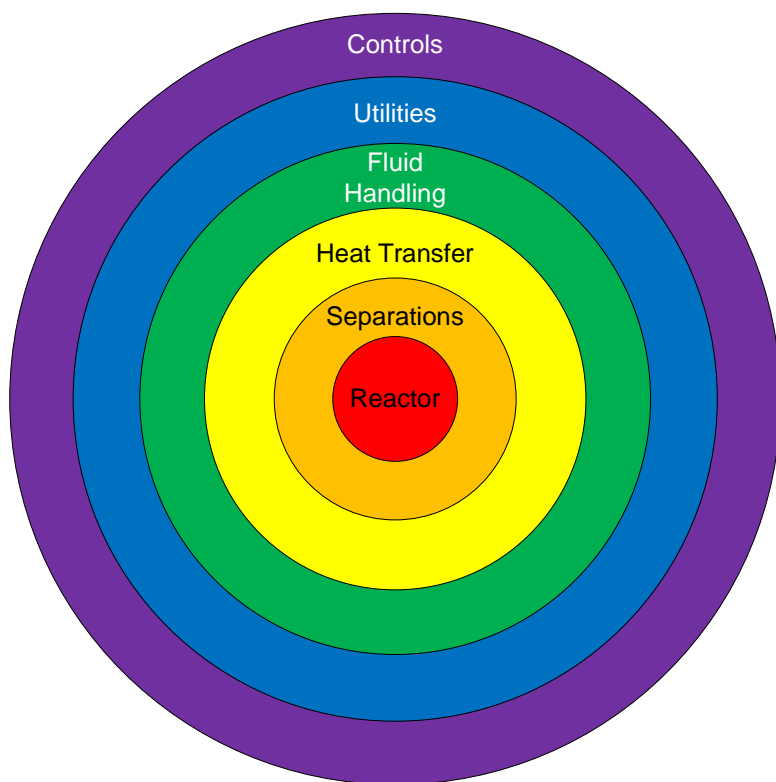 Controls
Utilities
Fluid
Handling
Heat Transfer
Separations
Reactor